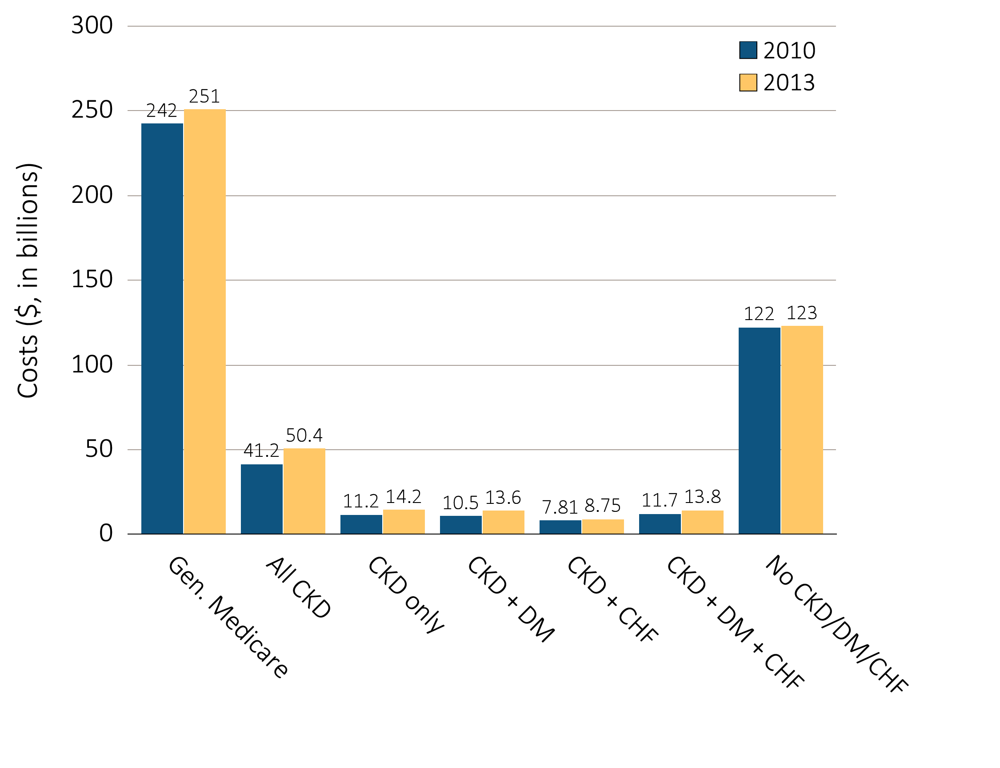 Costs ($, in billions)
300
250
200
150
100
50
0
2010
2013
242
251
41.2
50.4
11.2
14.2
10.5
13.6
7.81
8.75
11.7
13.8
122
123
Gen. Medicare
All CKD
CKD only
CKD + DM
CKD + CHF
CKD + DM + CHF
No CKD/DM/CHF